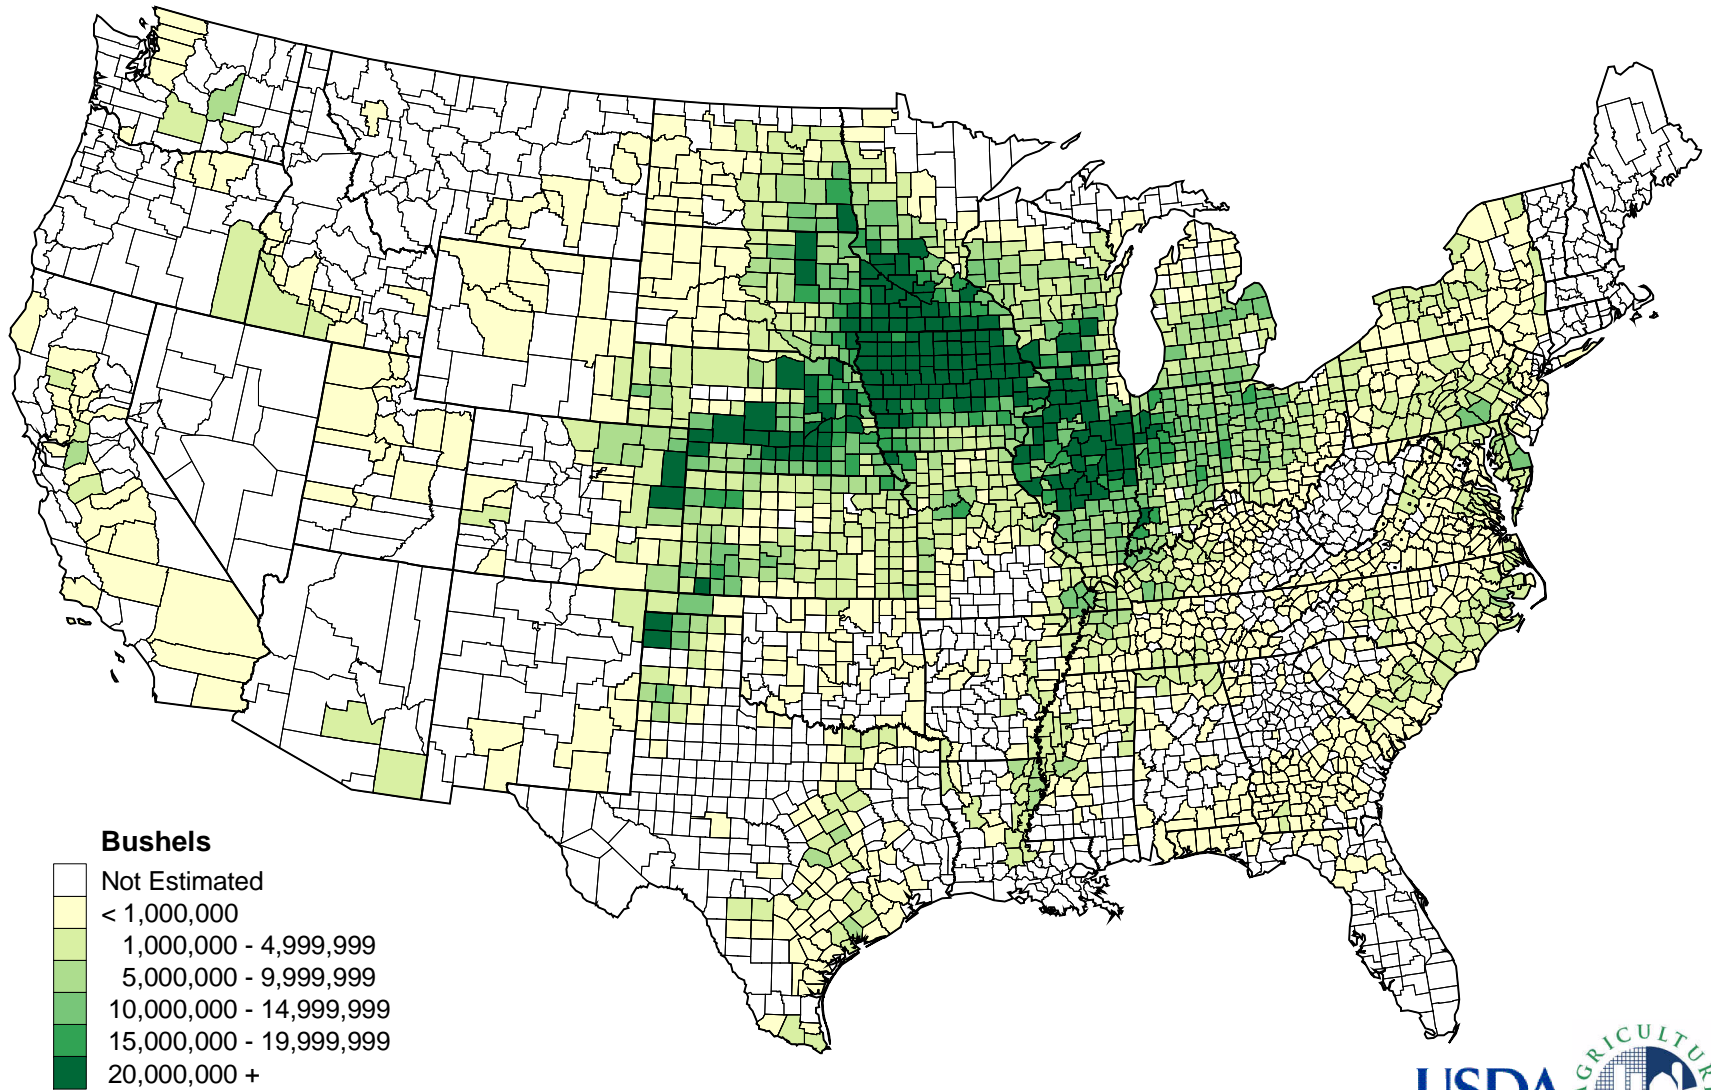 Bushels
Not Estimated
< 1,000,000
1,000,000 - 4,999,999
5,000,000 - 9,999,999
10,000,000 - 14,999,999
15,000,000 - 19,999,999
20,000,000 +
USDA